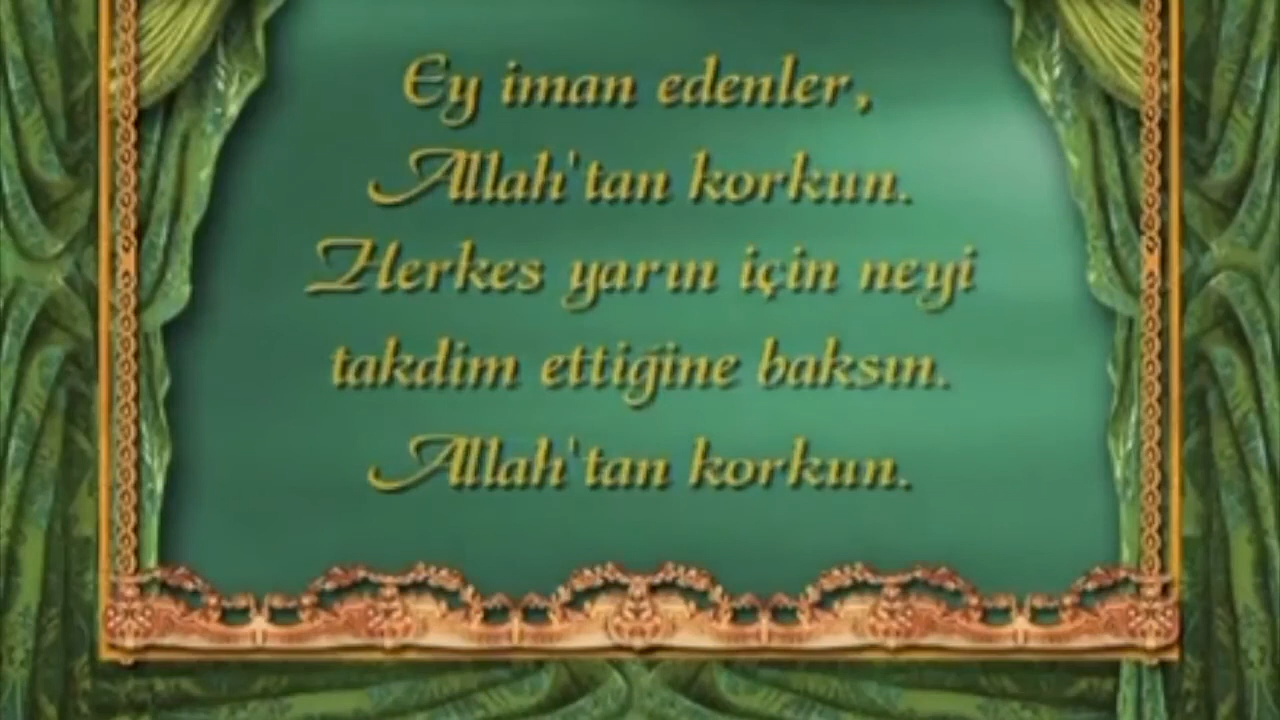 Ey iman edenler,
Allah'tan korkun.
Herkes yarın için neyi
takdim ettiğine baksın.
Allah'tan korkun.